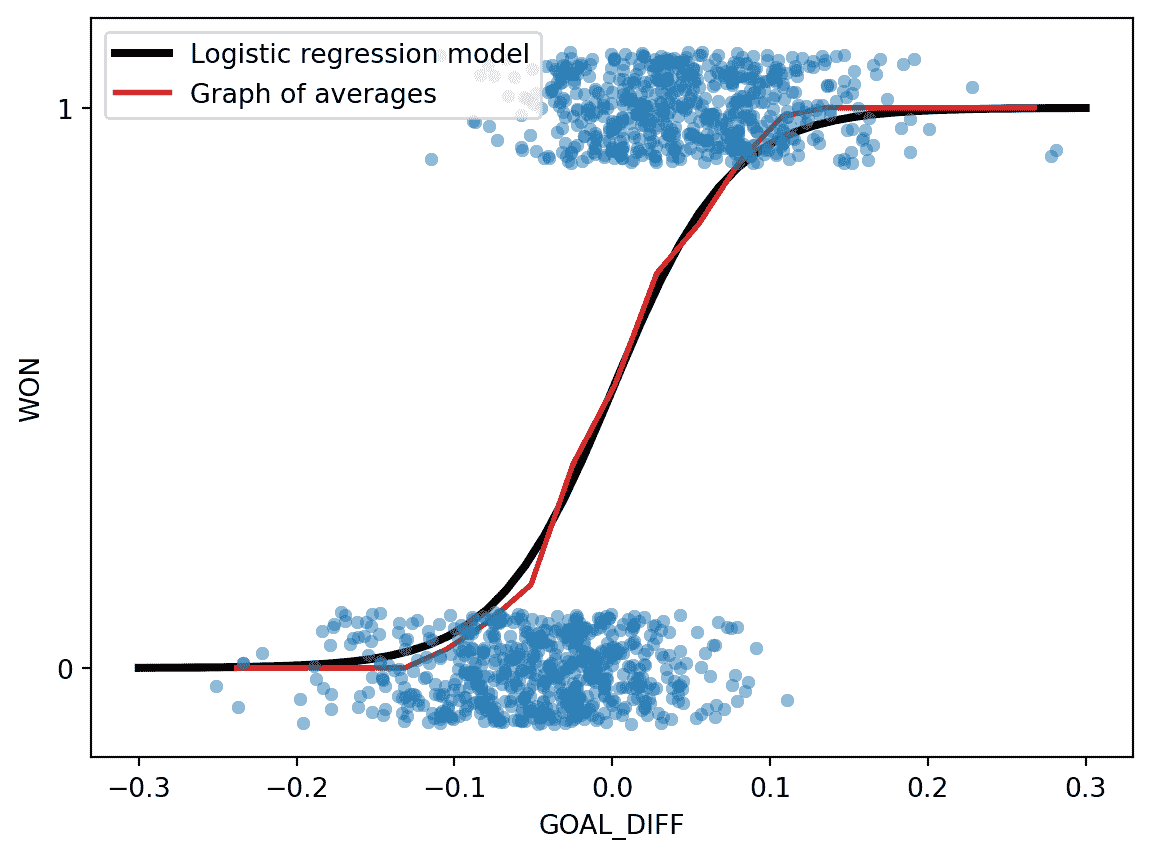 Logistic regression model
Graph of averages
1
WON
0
−0.3 −0.2 −0.1 0.0 0.1 0.2 0.3
GOAL_DIFF